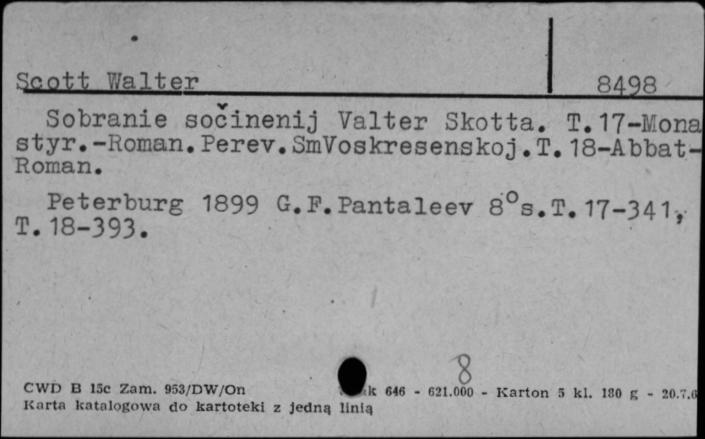 Scott Walter 8498
Sobranie sočinenij Valter Skotta. T.17-Mona
styr.-Roman.Perev.SmVoskresenskoj.T.18-Abbat-
Roman.
Peterburg 1899 G.F.Pantaleev 8°s.T.17-341,
T.18-393.
8
CWD B 15c Zam. 953/DW/On k 646 - 621.000 - Karton 5 kl. 180 g - 20.7.6
Karta katalogowa do kartoteki z jedną linią